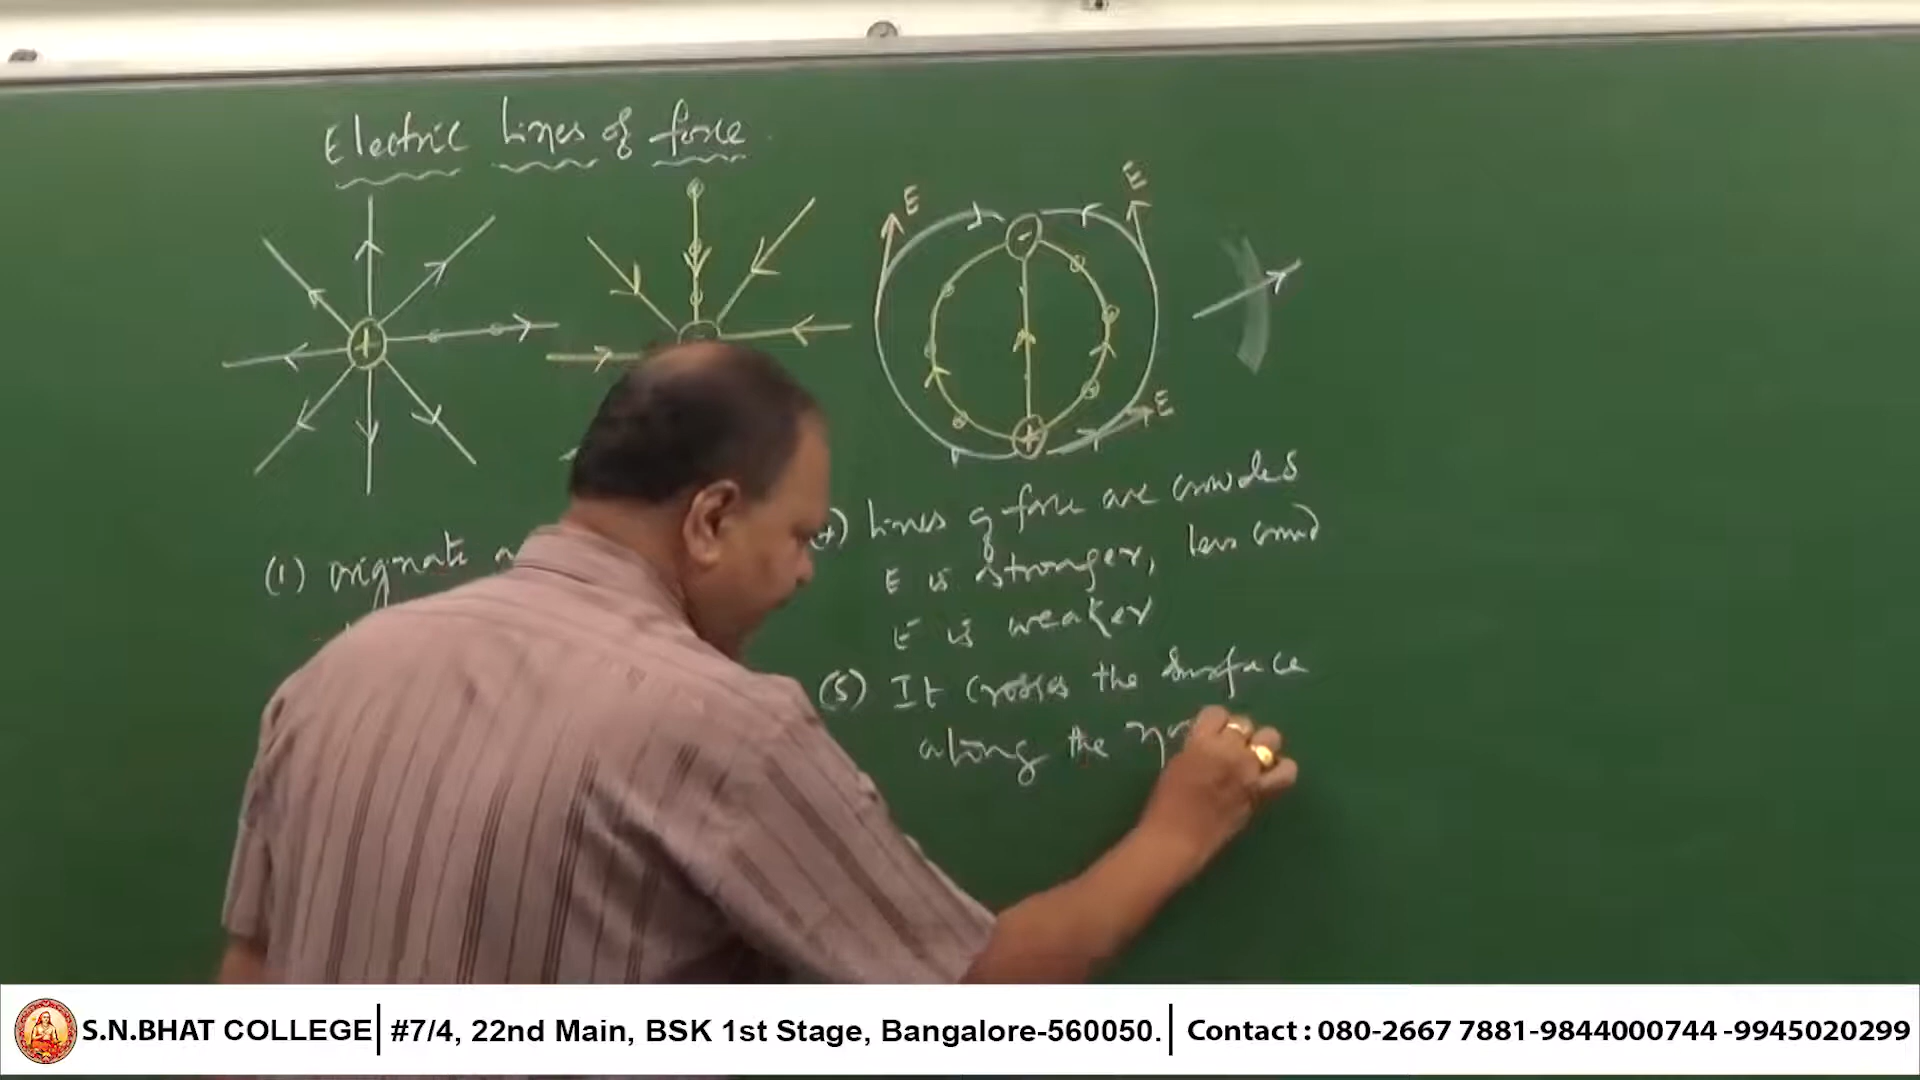 Electric Lines of force
+
-
E
E
-
+
E
(1) originate
lines of force are crowded
E is stronger, less crowd
E is weaker
(5) It crosses the surface
along the
S.N.BHAT COLLEGE #7/4, 22nd Main, BSK 1st Stage, Bangalore-560050. Contact : 080-2667 7881-9844000744 -9945020299